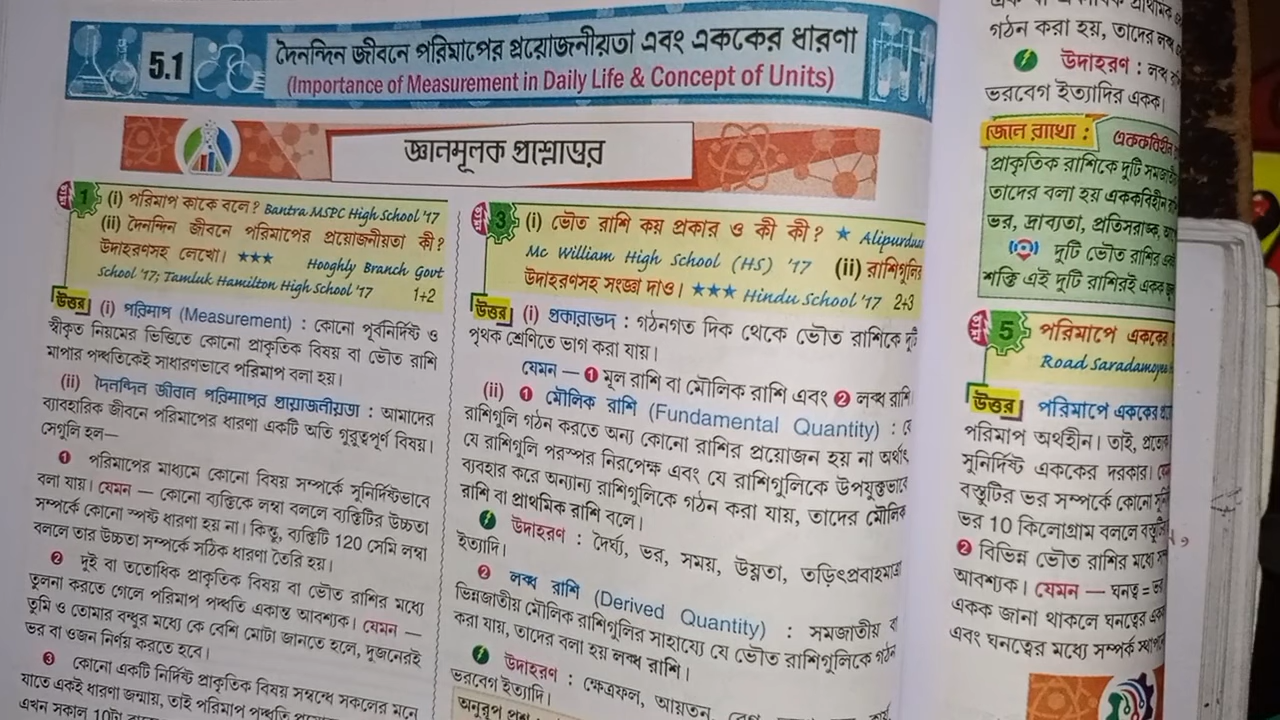 5.1
দৈনন্দিন জীবনে পরিমাপের প্রয়োজনীয়তা এবং এককের ধারণা
(Importance of Measurement in Daily Life & Concept of Units)
জ্ঞানমূলক প্রশ্নোত্তর
1 (i) পরিমাপ কাকে বলে? Bantra MSPC High School '17
(ii) দৈনন্দিন জীবনে পরিমাপের প্রয়োজনীয়তা কী?
উদাহরণসহ লেখো। ★★★ Hooghly Branch Govt
School '17; Tamluk Hamilton High School '17 1+2
উত্তর (i) পরিমাপ (Measurement) : কোনো পূর্বনির্দিষ্ট ও
স্বীকৃত নিয়মের ভিত্তিতে কোনো প্রাকৃতিক বিষয় বা ভৌত রাশি
মাপার পদ্ধতিকেই সাধারণভাবে পরিমাপ বলা হয়।
(ii) দৈনন্দিন জীবনে পরিমাপের প্রয়োজনীয়তা : আমাদের
ব্যাবহারিক জীবনে পরিমাপের ধারণা একটি অতি গুরুত্বপূর্ণ বিষয়।
সেগুলি হল—
1 পরিমাপের মাধ্যমে কোনো বিষয় সম্পর্কে সুনির্দিষ্টভাবে
বলা যায়। যেমন — কোনো ব্যক্তিকে লম্বা বললে ব্যক্তিটির উচ্চতা
সম্পর্কে কোনো স্পষ্ট ধারণা হয় না। কিন্তু, ব্যক্তিটি 120 সেমি লম্বা
বললে তার উচ্চতা সম্পর্কে সঠিক ধারণা তৈরি হয়।
2 দুই বা ততোধিক প্রাকৃতিক বিষয় বা ভৌত রাশির মধ্যে
তুলনা করতে গেলে পরিমাপ পদ্ধতি একান্ত আবশ্যক। যেমন —
তুমি ও তোমার বন্ধুর মধ্যে কে বেশি মোটা জানতে হলে, দুজনেরই
ভর বা ওজন নির্ণয় করতে হবে।
3 কোনো একটি নির্দিষ্ট প্রাকৃতিক বিষয় সম্বন্ধে সকলের মনে
যাতে একই ধারণা জন্মায়, তাই পরিমাপ পদ্ধতি
এখন সকাল 10টা
3 (i) ভৌত রাশি কয় প্রকার ও কী কী? ★ Alipurduar
Mc William High School (HS) '17 (ii) রাশিগুলির
উদাহরণসহ সংজ্ঞা দাও। ★★★ Hindu School '17 2+3
উত্তর (i) প্রকারভেদ : গঠনগত দিক থেকে ভৌত রাশিকে দুটি
পৃথক শ্রেণিতে ভাগ করা যায়।
যেমন — 1 মূল রাশি বা মৌলিক রাশি এবং 2 লব্ধ রাশি।
(ii) 1 মৌলিক রাশি (Fundamental Quantity) : যে
রাশিগুলি গঠন করতে অন্য কোনো রাশির প্রয়োজন হয় না অর্থাৎ
যে রাশিগুলি পরস্পর নিরপেক্ষ এবং যে রাশিগুলিকে উপযুক্তভাবে
ব্যবহার করে অন্যান্য রাশিগুলিকে গঠন করা যায়, তাদের মৌলিক
রাশি বা প্রাথমিক রাশি বলে।
উদাহরণ : দৈর্ঘ্য, ভর, সময়, উষ্ণতা, তড়িৎপ্রবাহমাত্রা
ইত্যাদি।
2 লব্ধ রাশি (Derived Quantity) : সমজাতীয় বা
ভিন্নজাতীয় মৌলিক রাশিগুলির সাহায্যে যে ভৌত রাশিগুলিকে গঠন
করা যায়, তাদের বলা হয় লব্ধ রাশি।
উদাহরণ : ক্ষেত্রফল, আয়তন,
ভরবেগ ইত্যাদি।
গঠন করা হয়, তাদের লব্ধ
উদাহরণ : লব্ধ
ভরবেগ ইত্যাদির একক।
জেনে রাখো : এককবিহীন
প্রাকৃতিক রাশিকে দুটি
তাদের বলা হয় এককবিহীন
ভর, দ্রাব্যতা, প্রতিসরাঙ্ক,
দুটি ভৌত রাশির
শক্তি এই দুটি রাশিরই একক
5 পরিমাপে এককের
Road Saradamoyee
উত্তর পরিমাপে এককের
পরিমাপ অর্থহীন। তাই,
সুনির্দিষ্ট এককের দরকার।
বস্তুটির ভর সম্পর্কে কোনো
ভর 10 কিলোগ্রাম বললে
2 বিভিন্ন ভৌত রাশির মধ্যে
আবশ্যক। যেমন — ঘনত্ব =
একক জানা থাকলে ঘনত্বের
এবং ঘনত্বের মধ্যে সম্পর্ক